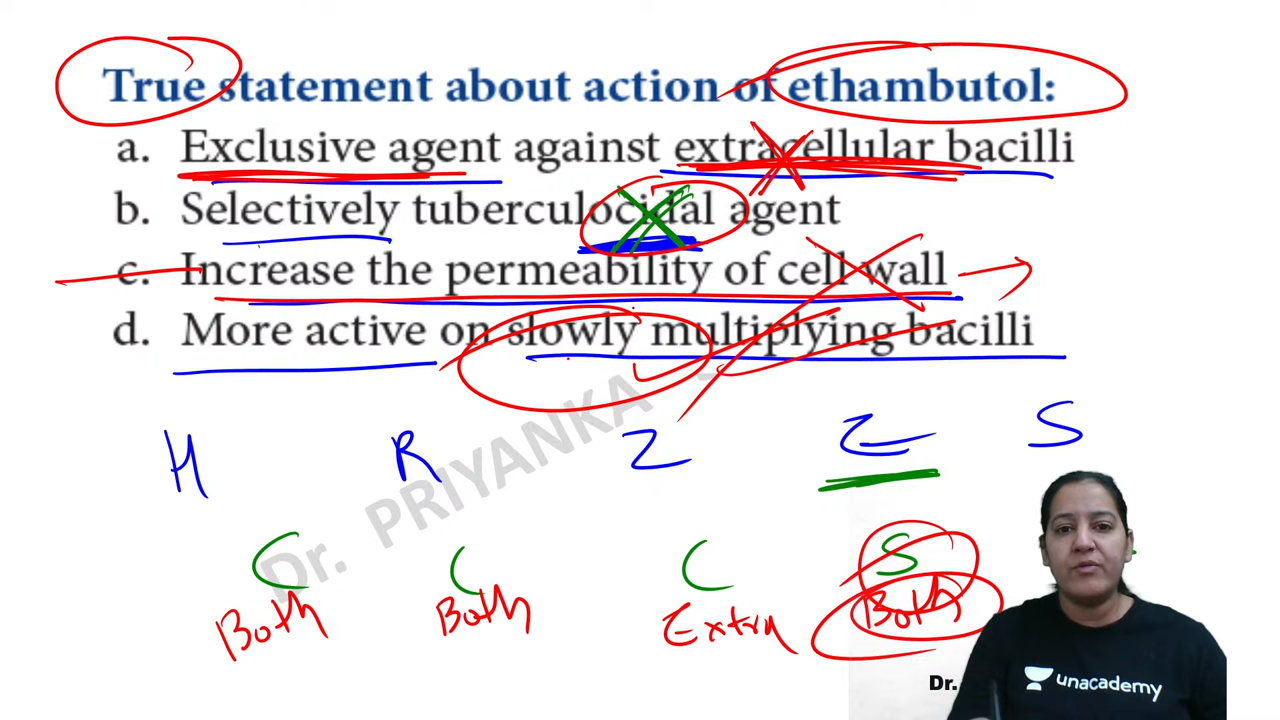 True statement about action of ethambutol:
a. Exclusive agent against extracellular bacilli
b. Selectively tuberculocidal agent
c. Increase the permeability of cell wall
d. More active on slowly multiplying bacilli
H R Z E S
C C C S
Both Both Extra Both
Dr. PRIYANKA
unacademy
Dr.